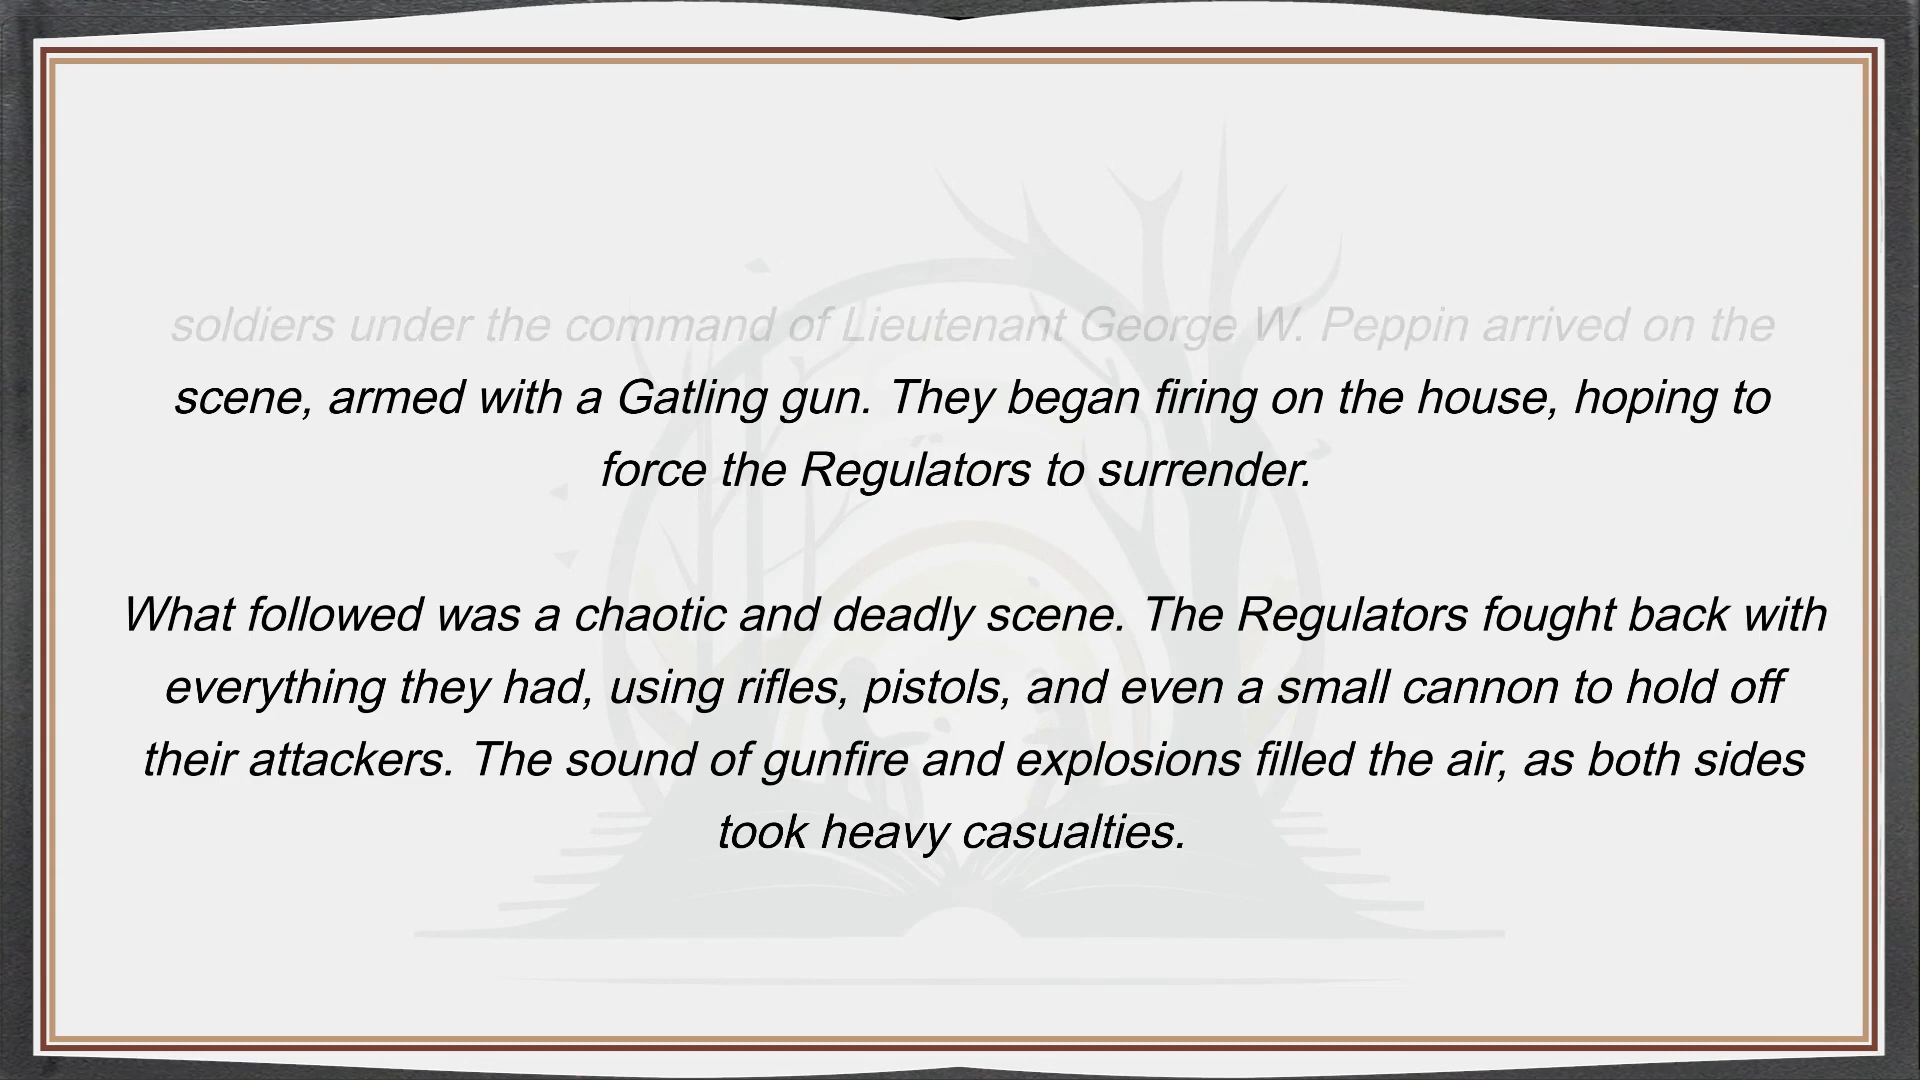 soldiers under the command of Lieutenant George W. Peppin arrived on the
scene, armed with a Gatling gun. They began firing on the house, hoping to
force the Regulators to surrender.
What followed was a chaotic and deadly scene. The Regulators fought back with
everything they had, using rifles, pistols, and even a small cannon to hold off
their attackers. The sound of gunfire and explosions filled the air, as both sides
took heavy casualties.